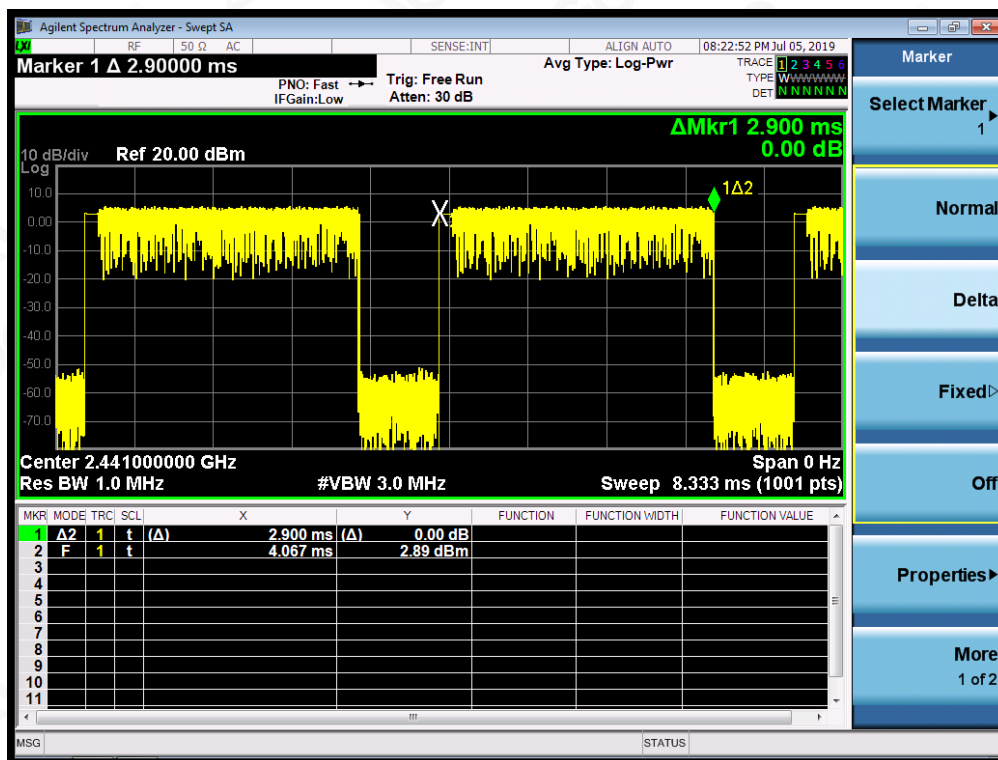 Agilent Spectrum Analyzer - Swept SA
LXI RF 50 Ω AC SENSE:INT ALIGN AUTO 08:22:52 PM Jul 05, 2019
Marker 1 Δ 2.90000 ms
PNO: Fast
IFGain:Low
Trig: Free Run
Atten: 30 dB
Avg Type: Log-Pwr
TRACE 1 2 3 4 5 6
TYPE WWWWWWW
DET N N N N N N
ΔMkr1 2.900 ms
0.00 dB
10 dB/div Ref 20.00 dBm
Log
10.0
0.00
-10.0
-20.0
-30.0
-40.0
-50.0
-60.0
-70.0
1Δ2
X
Center 2.441000000 GHz Span 0 Hz
Res BW 1.0 MHz #VBW 3.0 MHz Sweep 8.333 ms (1001 pts)
MKR MODE TRC SCL X Y FUNCTION FUNCTION WIDTH FUNCTION VALUE
1 Δ2 1 t (Δ) 2.900 ms (Δ) 0.00 dB
2 F 1 t 4.067 ms 2.89 dBm
3
4
5
6
7
8
9
10
11
MSG STATUS
Marker
Select Marker
1
Normal
Delta
Fixed
Off
Properties
More
1 of 2